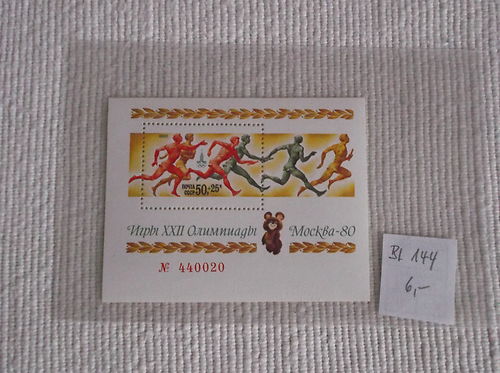 ПОЧТА
СССР 50+25к
Игры XXII Олимпиады Москва-80
№ 440020
Bl 144
6,-